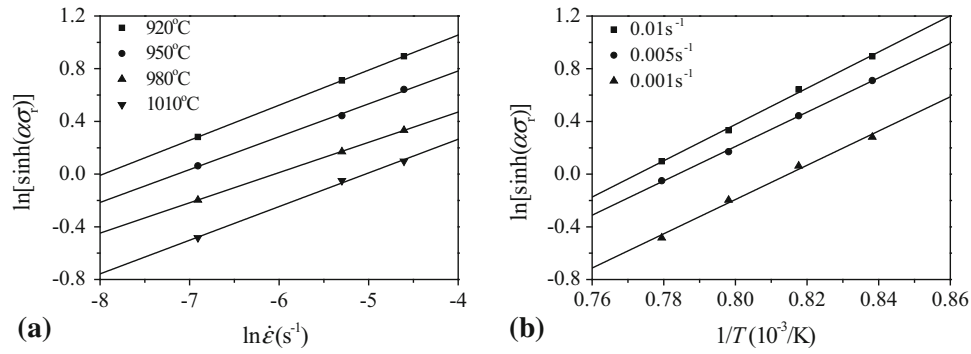 ln[sinh(ασr)]
1.2
0.8
0.4
0.0
-0.4
-0.8
920°C
950°C
980°C
1010°C
-8 -7 -6 -5 -4
ln ε̇ (s⁻¹)
(a)
ln[sinh(ασr)]
1.2
0.8
0.4
0.0
-0.4
-0.8
0.01s⁻¹
0.005s⁻¹
0.001s⁻¹
0.76 0.78 0.80 0.82 0.84 0.86
1/T (10⁻³/K)
(b)